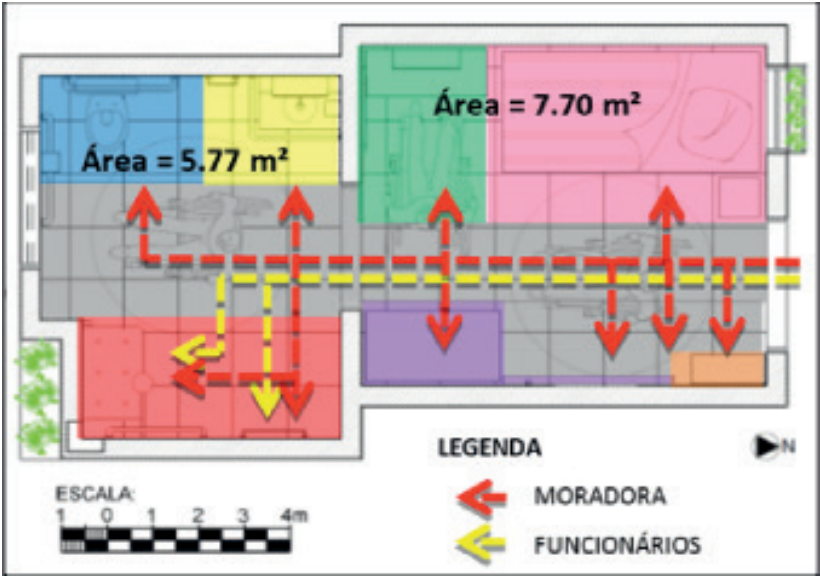 Área = 7.70 m²
Área = 5.77 m²
LEGENDA
N
ESCALA:
1 0 1 2 3 4m
MORADORA
FUNCIONÁRIOS